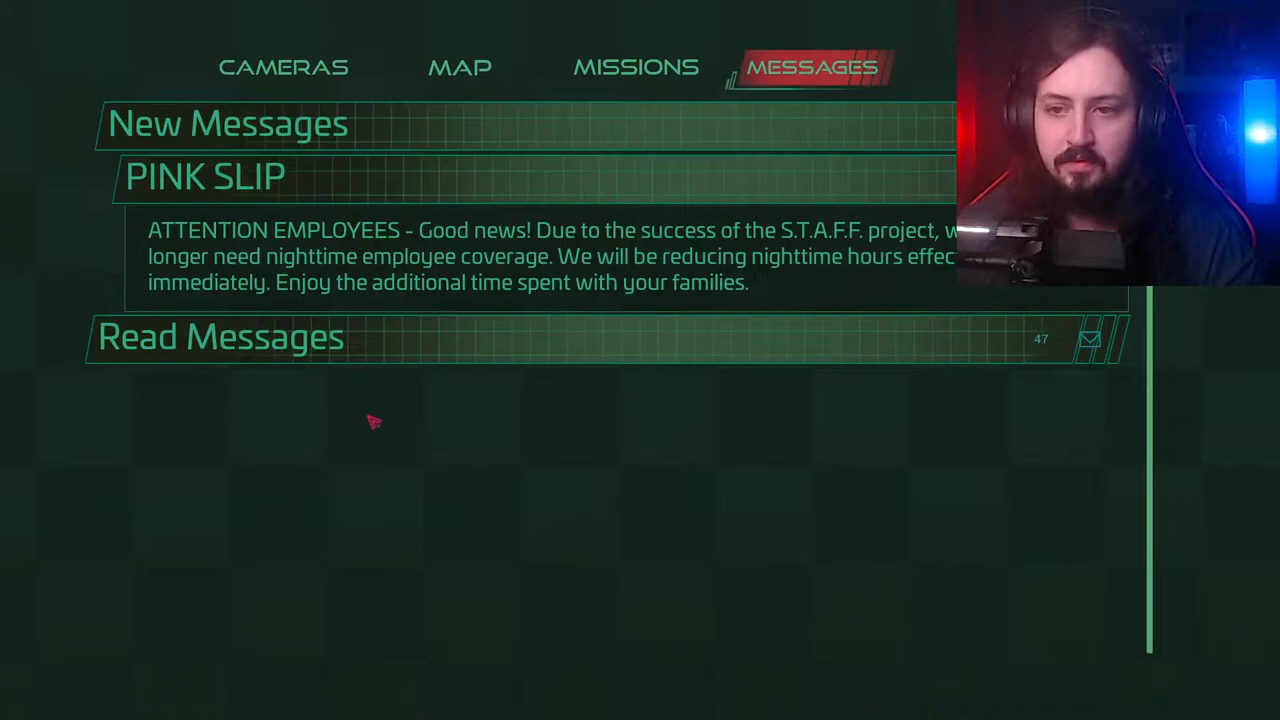 CAMERAS MAP MISSIONS MESSAGES
New Messages
PINK SLIP
ATTENTION EMPLOYEES - Good news! Due to the success of the S.T.A.F.F. project,
longer need nighttime employee coverage. We will be reducing nighttime hours
immediately. Enjoy the additional time spent with your families.
Read Messages 47